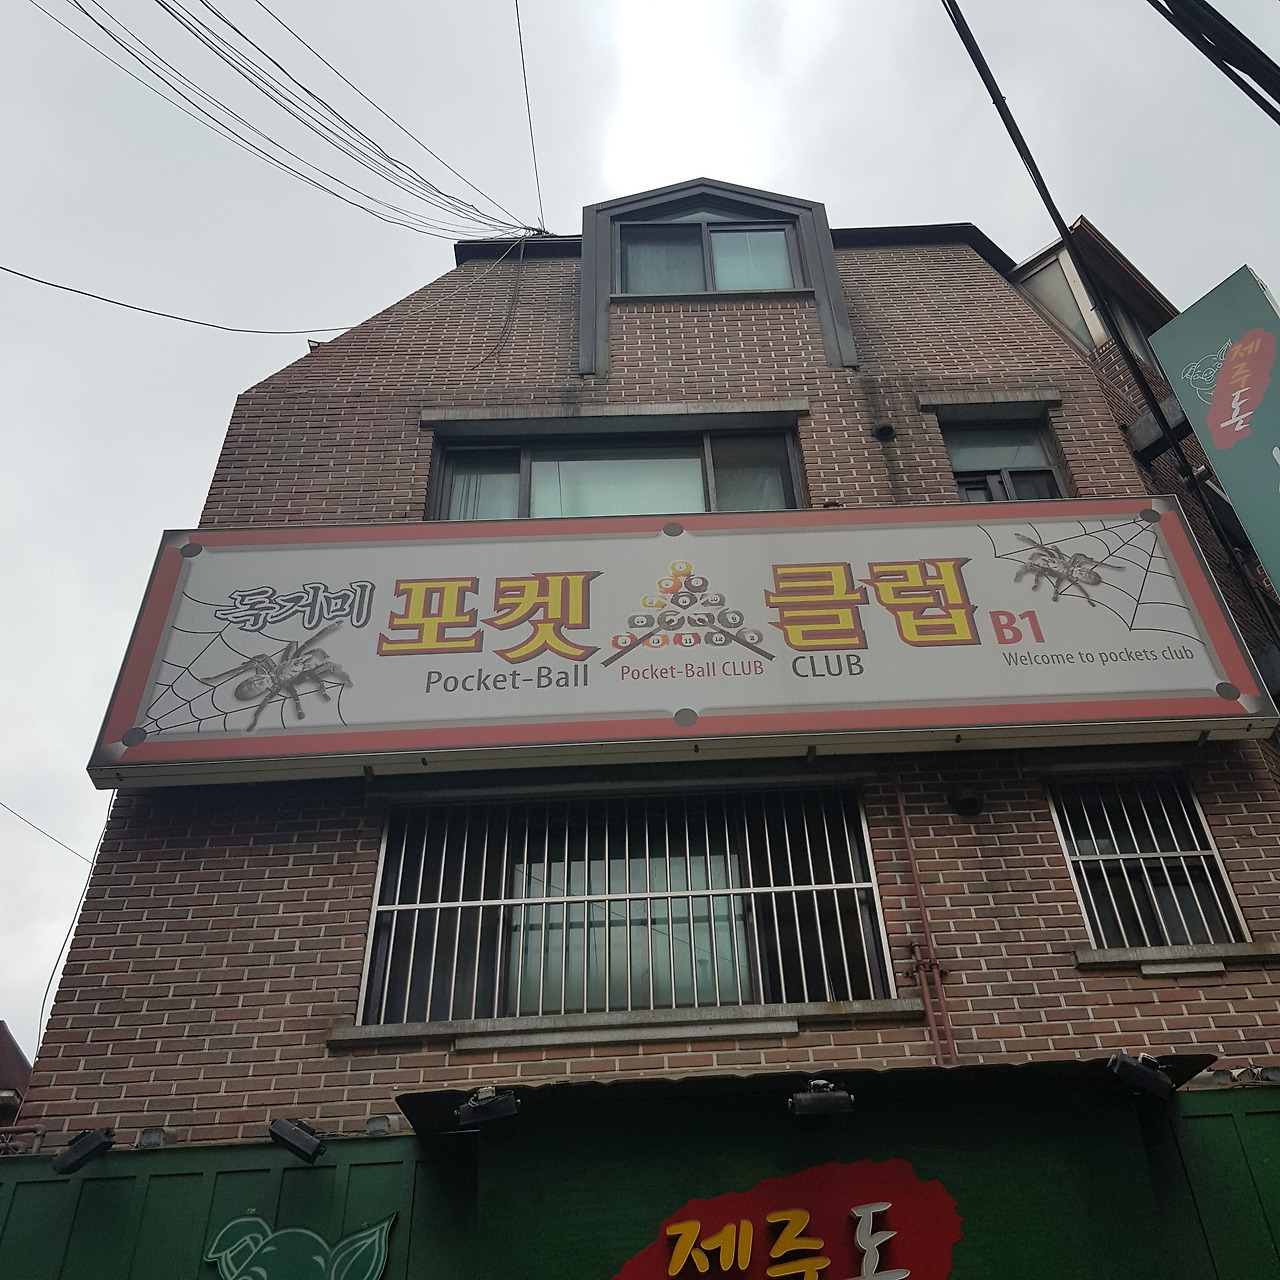 독거미 포켓 클럽 B1
Pocket-Ball Pocket-Ball CLUB CLUB
Welcome to pockets club
제주돈
제주도